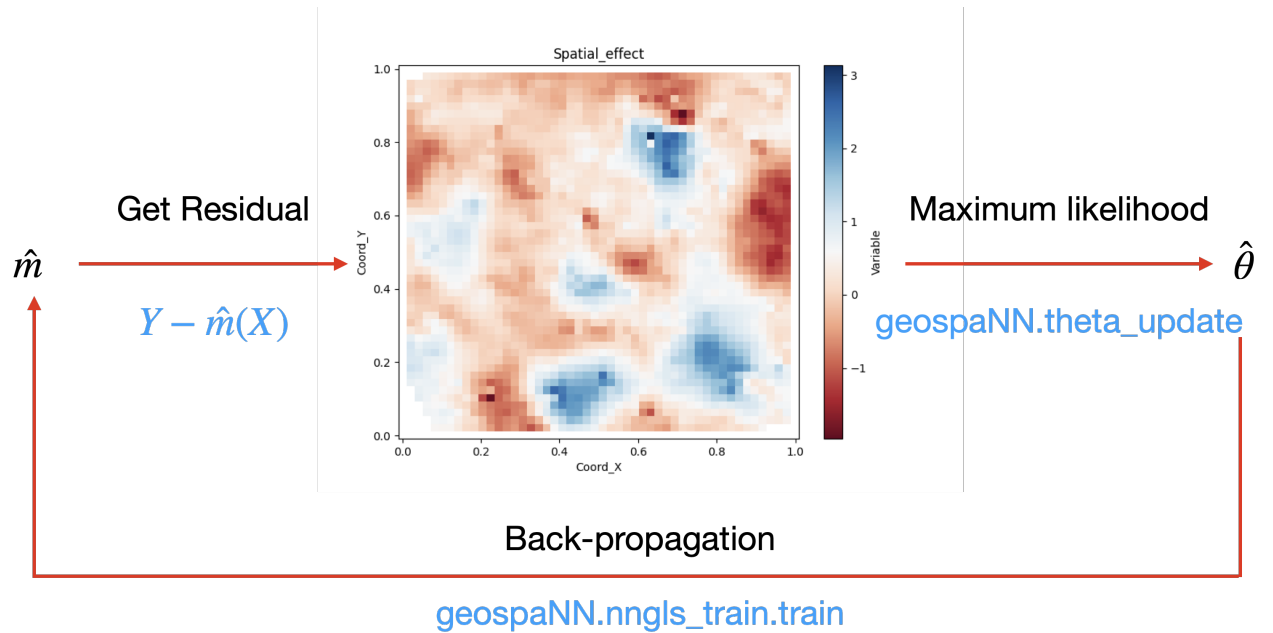 Spatial_effect
1.0
0.8
0.6
0.4
0.2
0.0
Coord_Y
0.0 0.2 0.4 0.6 0.8 1.0
Coord_X
3
2
1
0
−1
Variable
Get Residual
m̂
Y − m̂(X)
Maximum likelihood
θ̂
geospaNN.theta_update
Back-propagation
geospaNN.nngls_train.train